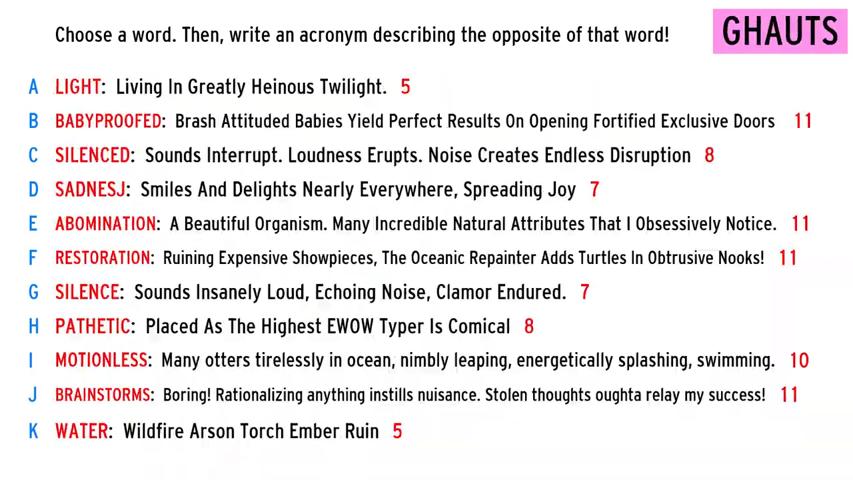 Choose a word. Then, write an acronym describing the opposite of that word!
GHAUTS
A LIGHT: Living In Greatly Heinous Twilight. 5
B BABYPROOFED: Brash Attituded Babies Yield Perfect Results On Opening Fortified Exclusive Doors 11
C SILENCED: Sounds Interrupt. Loudness Erupts. Noise Creates Endless Disruption 8
D SADNESJ: Smiles And Delights Nearly Everywhere, Spreading Joy 7
E ABOMINATION: A Beautiful Organism. Many Incredible Natural Attributes That I Obsessively Notice. 11
F RESTORATION: Ruining Expensive Showpieces, The Oceanic Repainter Adds Turtles In Obtrusive Nooks! 11
G SILENCE: Sounds Insanely Loud, Echoing Noise, Clamor Endured. 7
H PATHETIC: Placed As The Highest EWOW Typer Is Comical 8
I MOTIONLESS: Many otters tirelessly in ocean, nimbly leaping, energetically splashing, swimming. 10
J BRAINSTORMS: Boring! Rationalizing anything instills nuisance. Stolen thoughts oughta relay my success! 11
K WATER: Wildfire Arson Torch Ember Ruin 5